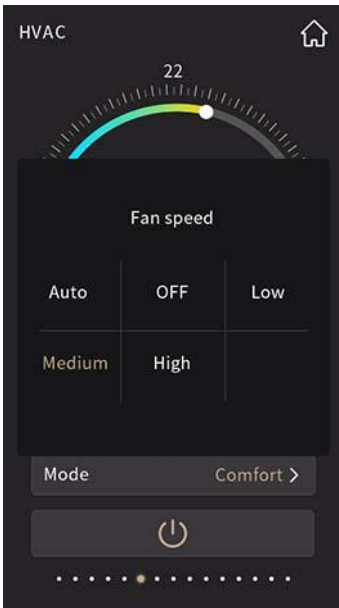 HVAC
22
Fan speed
Auto OFF Low
Medium High
Mode Comfort >